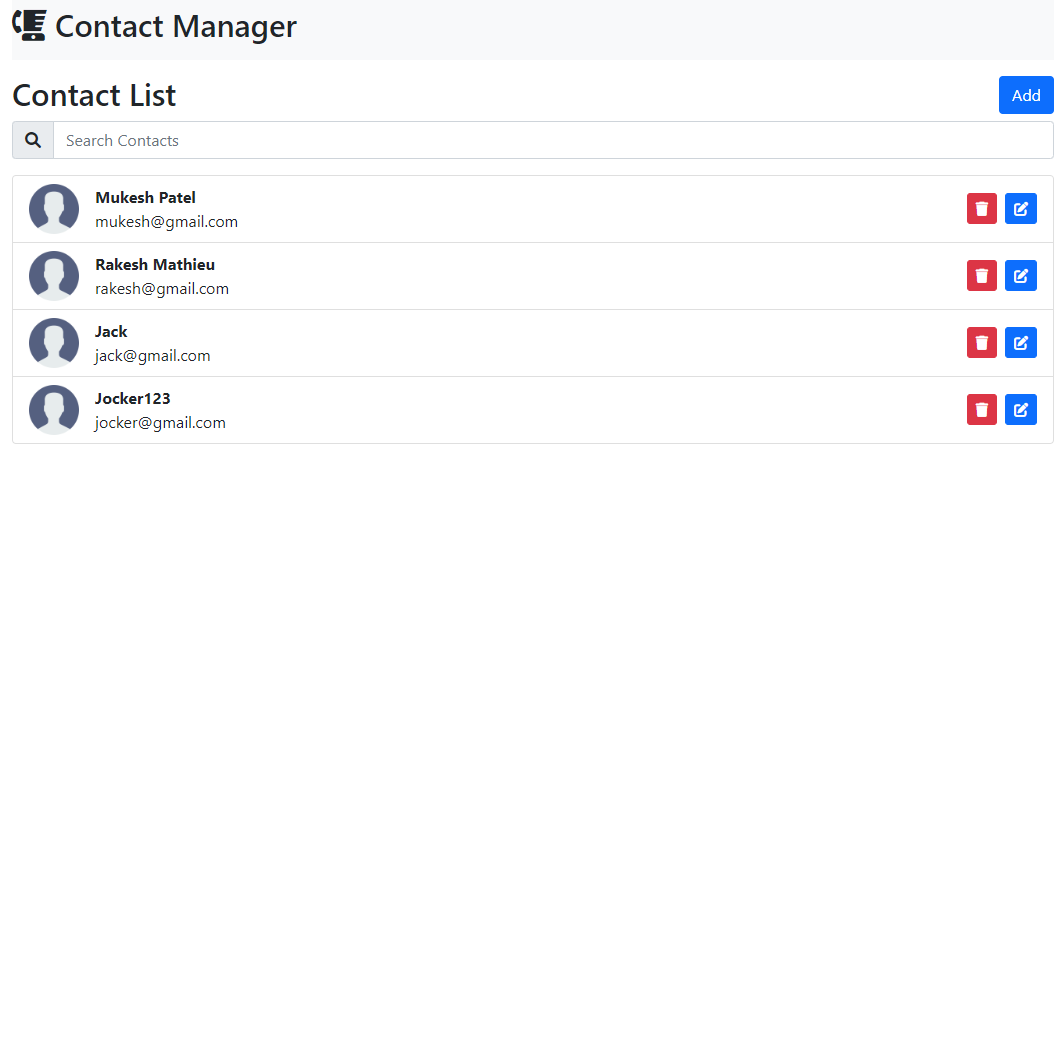 Contact Manager
Contact List
Add
Search Contacts
Mukesh Patel
mukesh@gmail.com
Rakesh Mathieu
rakesh@gmail.com
Jack
jack@gmail.com
Jocker123
jocker@gmail.com